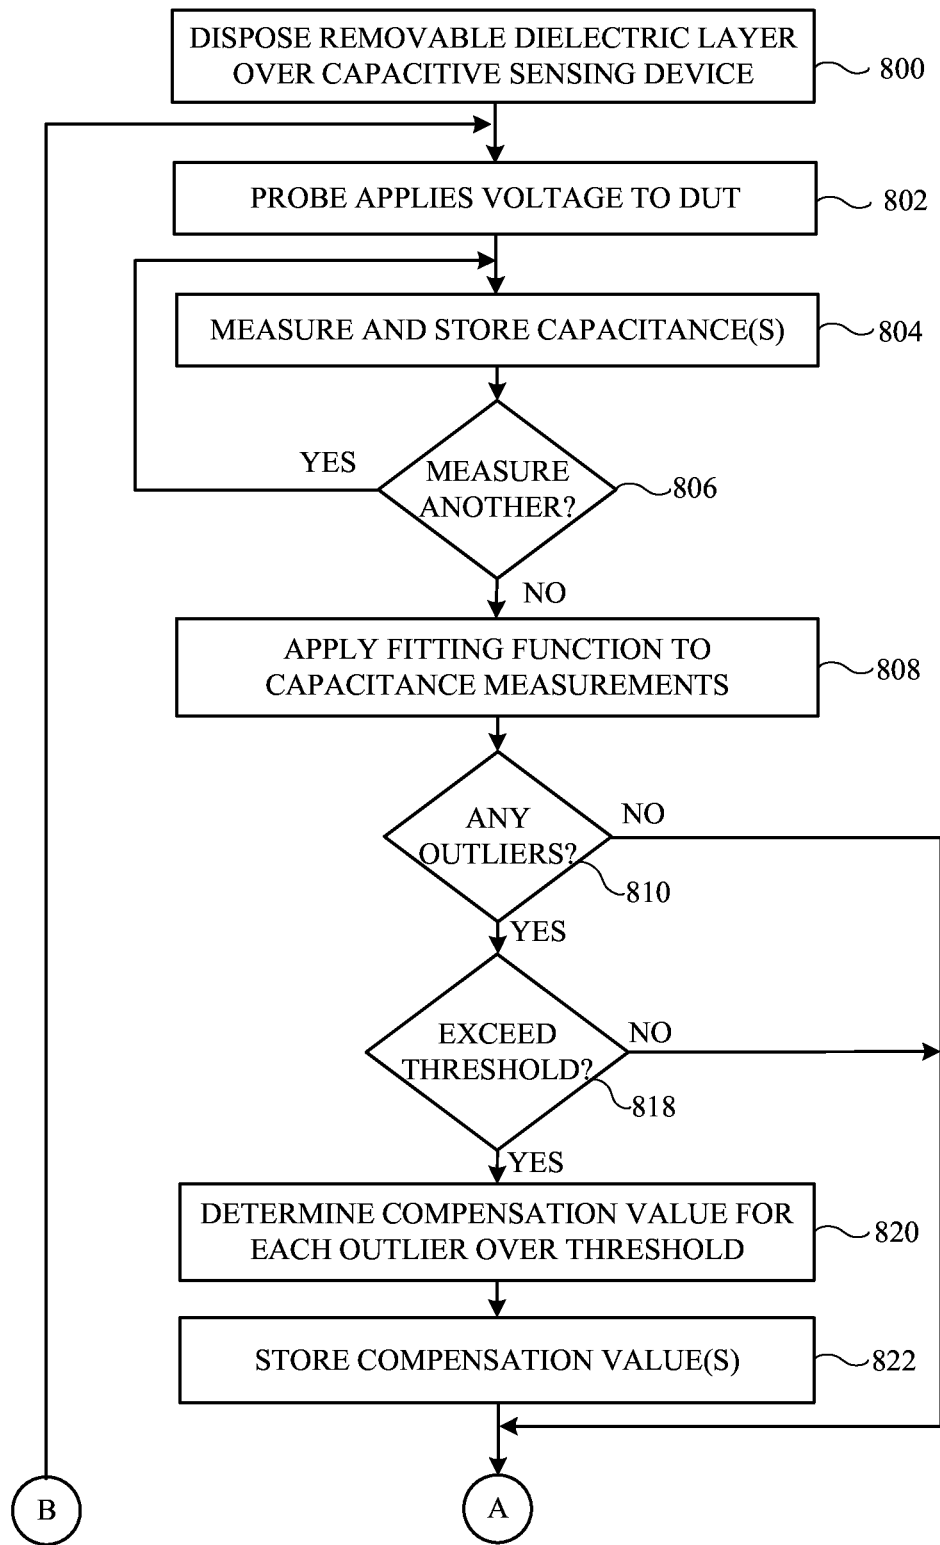 DISPOSE REMOVABLE DIELECTRIC LAYER
OVER CAPACITIVE SENSING DEVICE
800
PROBE APPLIES VOLTAGE TO DUT
802
MEASURE AND STORE CAPACITANCE(S)
804
YES
MEASURE
ANOTHER?
806
NO
APPLY FITTING FUNCTION TO
CAPACITANCE MEASUREMENTS
808
ANY
OUTLIERS?
NO
810
YES
EXCEED
THRESHOLD?
NO
818
YES
DETERMINE COMPENSATION VALUE FOR
EACH OUTLIER OVER THRESHOLD
820
STORE COMPENSATION VALUE(S)
822
B
A